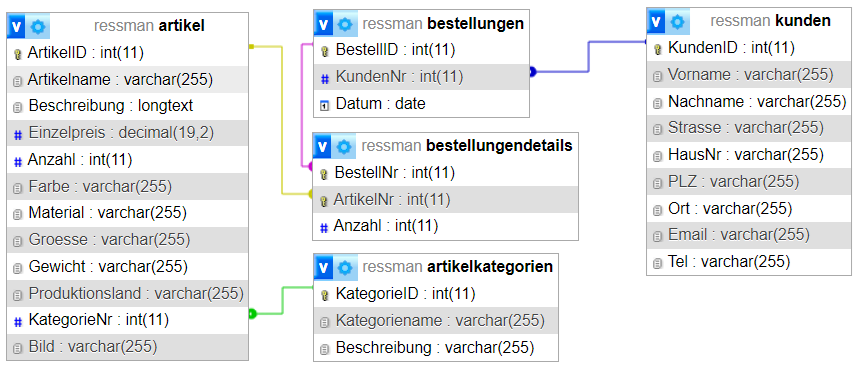 v ressman artikel
ArtikelID : int(11)
Artikelname : varchar(255)
Beschreibung : longtext
# Einzelpreis : decimal(19,2)
# Anzahl : int(11)
Farbe : varchar(255)
Material : varchar(255)
Groesse : varchar(255)
Gewicht : varchar(255)
Produktionsland : varchar(255)
# KategorieNr : int(11)
Bild : varchar(255)
v ressman bestellungen
BestellID : int(11)
# KundenNr : int(11)
1 Datum : date
v ressman bestellungendetails
BestellNr : int(11)
ArtikelNr : int(11)
# Anzahl : int(11)
v ressman artikelkategorien
KategorieID : int(11)
Kategoriename : varchar(255)
Beschreibung : varchar(255)
v ressman kunden
KundenID : int(11)
Vorname : varchar(255)
Nachname : varchar(255)
Strasse : varchar(255)
HausNr : varchar(255)
PLZ : varchar(255)
Ort : varchar(255)
Email : varchar(255)
Tel : varchar(255)